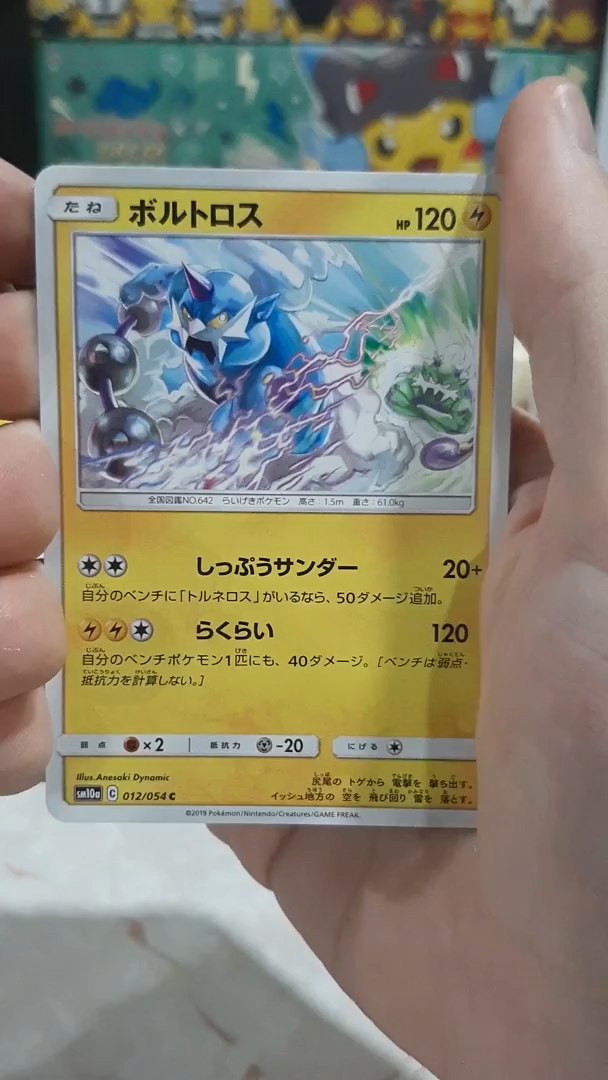 たね ボルトロス HP 120
全国図鑑NO.642 らいげきポケモン 高さ:1.5m 重さ:61.0kg
しっぷうサンダー 20+
自分のベンチに「トルネロス」がいるなら、50ダメージ追加。
らくらい 120
自分のベンチポケモン1匹にも、40ダメージ。[ベンチは弱点・
抵抗力を計算しない。]
弱点 ×2 抵抗力 -20 にげる
Illus.Anesaki Dynamic
尻尾の トゲから 電撃を 撃ち出す。
イッシュ地方の 空を 飛び回り 雷を 落とす。
SM10a C 012/054 C
©2019 Pokémon/Nintendo/Creatures/GAME FREAK.